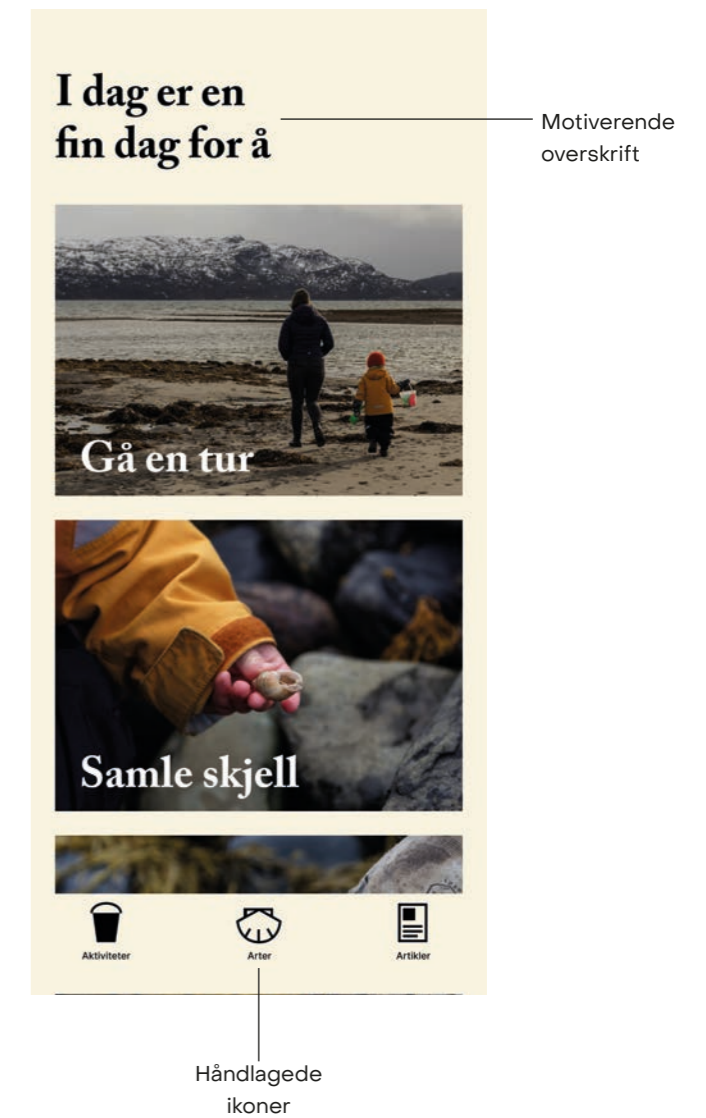 I dag er en
fin dag for å
Motiverende
overskrift
Gå en tur
Samle skjell
Aktiviteter
Arter
Artikler
Håndlagede
ikoner